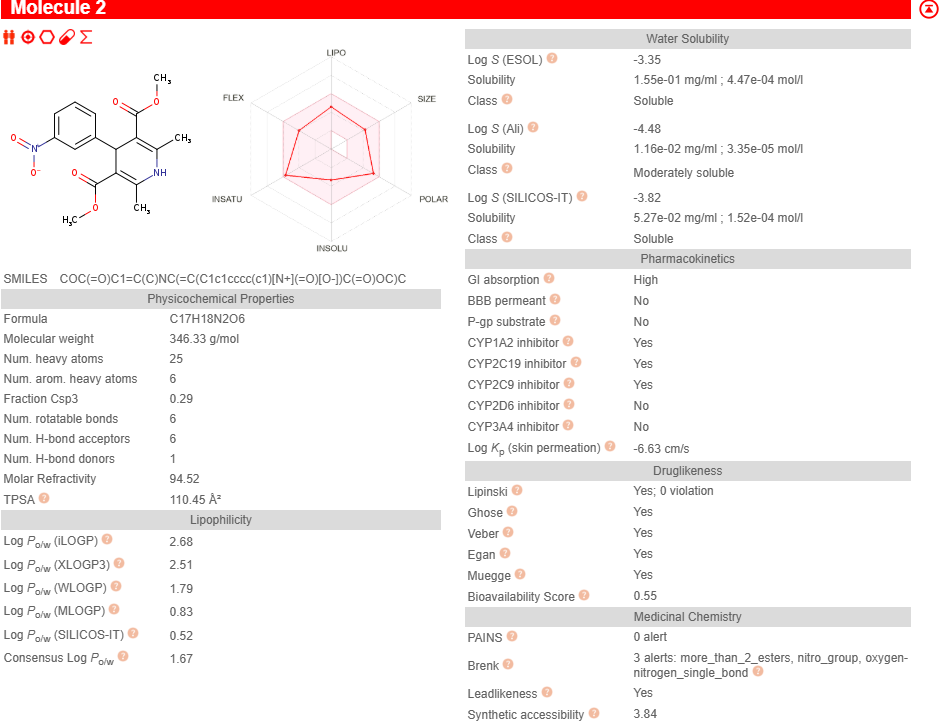 Molecule 2
LIPO
FLEX
SIZE
INSATU
POLAR
INSOLU
CH3
O
O
O
N+
O-
CH3
NH
O
O
H3C
CH3
SMILES COC(=O)C1=C(C)NC(=C(C1c1cccc(c1)[N+](=O)[O-])C(=O)OC)C
Physicochemical Properties
Formula C17H18N2O6
Molecular weight 346.33 g/mol
Num. heavy atoms 25
Num. arom. heavy atoms 6
Fraction Csp3 0.29
Num. rotatable bonds 6
Num. H-bond acceptors 6
Num. H-bond donors 1
Molar Refractivity 94.52
TPSA ? 110.45 Å²
Lipophilicity
Log Po/w (iLOGP) ? 2.68
Log Po/w (XLOGP3) ? 2.51
Log Po/w (WLOGP) ? 1.79
Log Po/w (MLOGP) ? 0.83
Log Po/w (SILICOS-IT) ? 0.52
Consensus Log Po/w ? 1.67
Water Solubility
Log S (ESOL) ? -3.35
Solubility 1.55e-01 mg/ml ; 4.47e-04 mol/l
Class ? Soluble
Log S (Ali) ? -4.48
Solubility 1.16e-02 mg/ml ; 3.35e-05 mol/l
Class ? Moderately soluble
Log S (SILICOS-IT) ? -3.82
Solubility 5.27e-02 mg/ml ; 1.52e-04 mol/l
Class ? Soluble
Pharmacokinetics
GI absorption ? High
BBB permeant ? No
P-gp substrate ? No
CYP1A2 inhibitor ? Yes
CYP2C19 inhibitor ? Yes
CYP2C9 inhibitor ? Yes
CYP2D6 inhibitor ? No
CYP3A4 inhibitor ? No
Log Kp (skin permeation) ? -6.63 cm/s
Druglikeness
Lipinski ? Yes; 0 violation
Ghose ? Yes
Veber ? Yes
Egan ? Yes
Muegge ? Yes
Bioavailability Score ? 0.55
Medicinal Chemistry
PAINS ? 0 alert
Brenk ? 3 alerts: more_than_2_esters, nitro_group, oxygen-
nitrogen_single_bond ?
Leadlikeness ? Yes
Synthetic accessibility ? 3.84